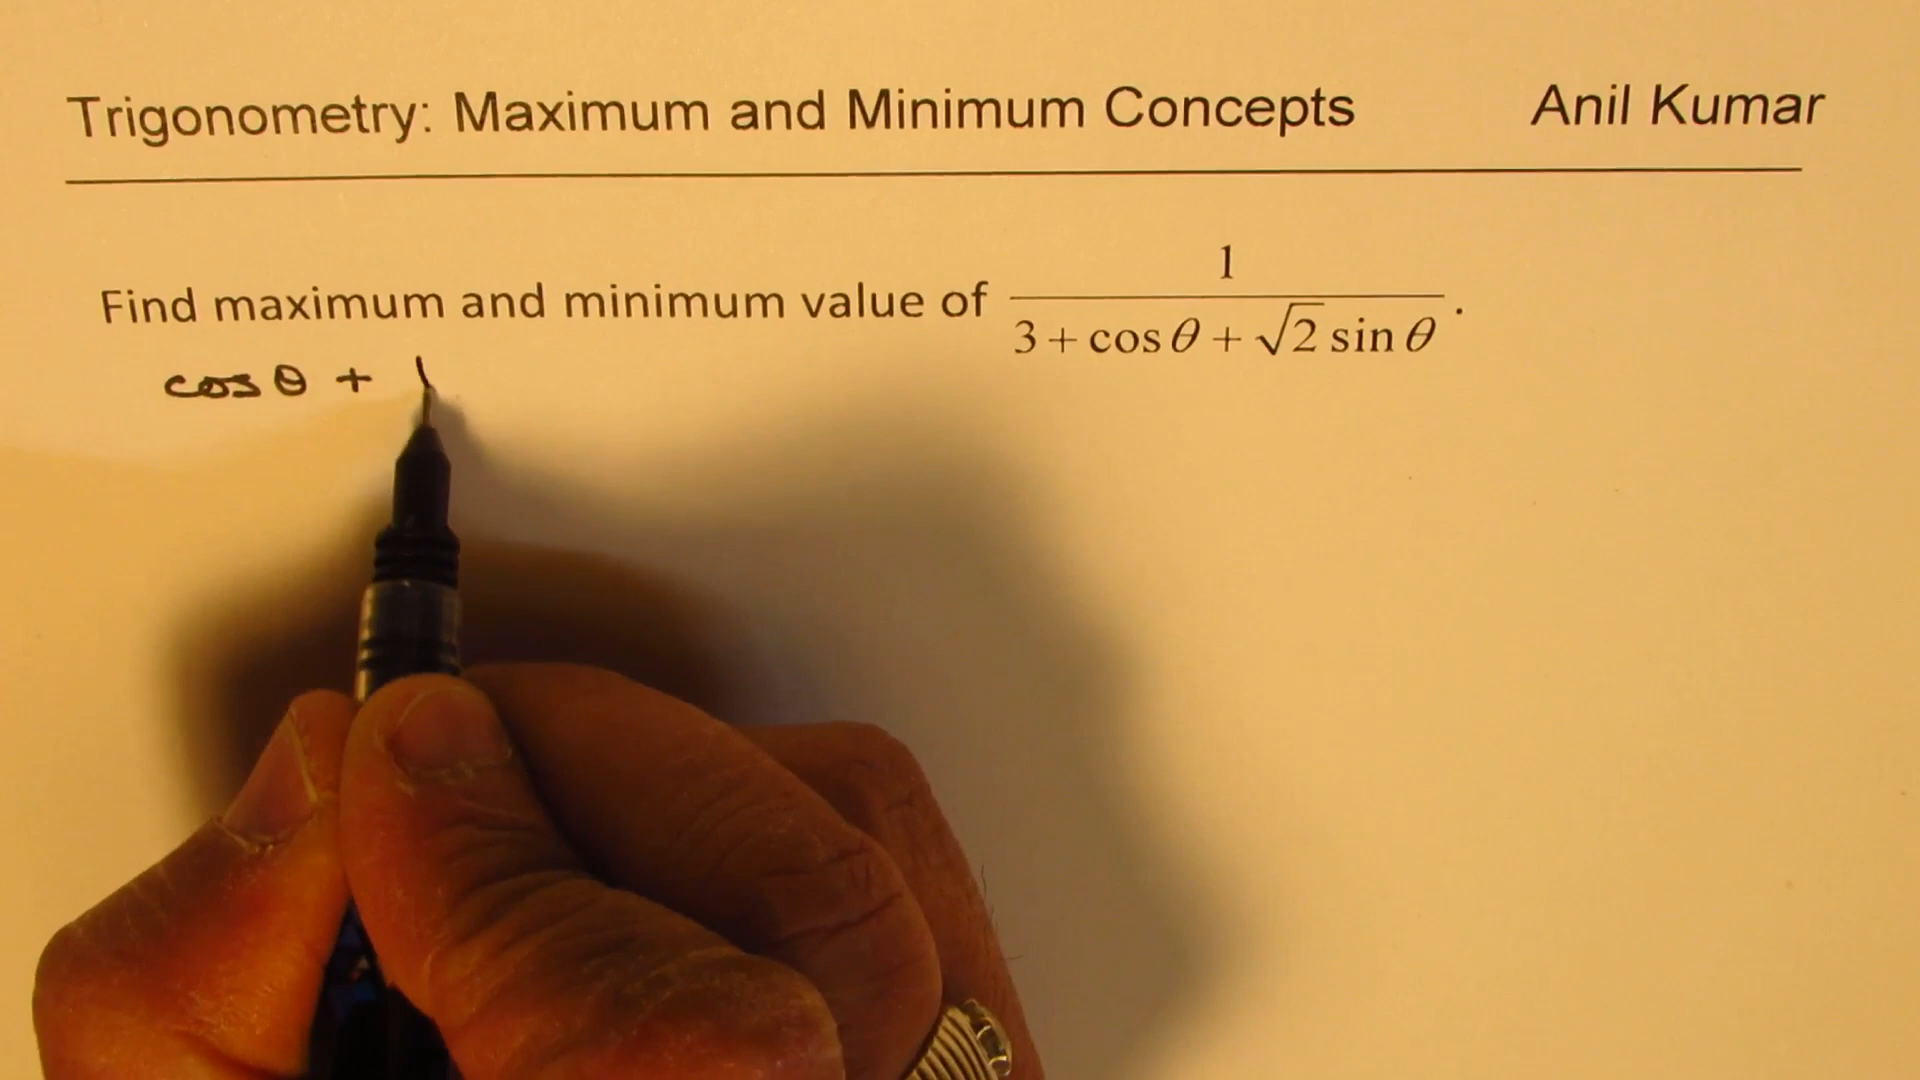 Trigonometry: Maximum and Minimum Concepts Anil Kumar
Find maximum and minimum value of \frac{1}{3 + cos θ + √2 sin θ}.
cos θ +